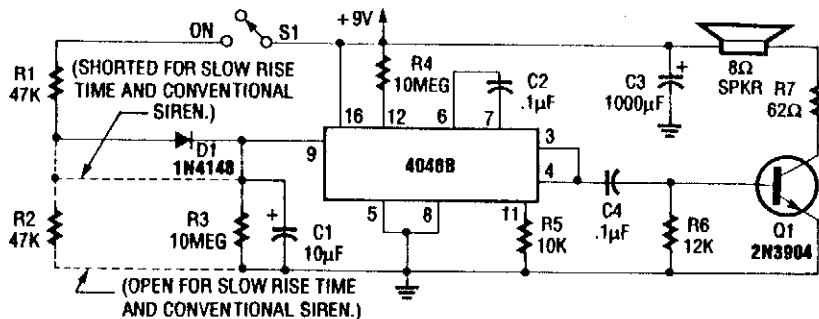 +9V
ON
S1
R1
47K
(SHORTED FOR SLOW RISE
TIME AND CONVENTIONAL
SIREN.)
R4
10MEG
C2
.1µF
C3
1000µF
8Ω
SPKR
R7
62Ω
16
12
6
7
D1
1N4148
9
4046B
3
4
R2
47K
R3
10MEG
C1
10µF
5
8
11
R5
10K
C4
.1µF
R6
12K
Q1
2N3904
(OPEN FOR SLOW RISE TIME
AND CONVENTIONAL SIREN.)
+
+